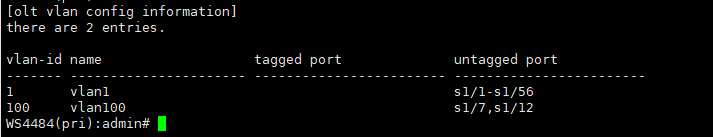 [olt vlan config information]
there are 2 entries.
vlan-id name                   tagged port              untagged port
------- ---------------------- ------------------------ ------------------------
1       vlan1                                           s1/1-s1/56
100     vlan100                                         s1/7,s1/12
WS4484(pri):admin#